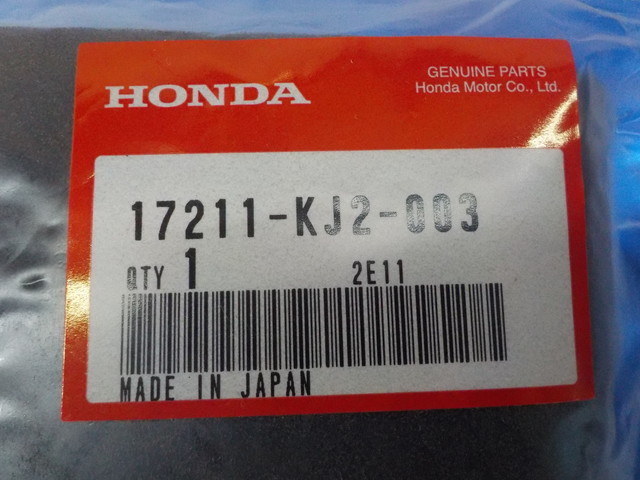 HONDA
GENUINE PARTS
Honda Motor Co., Ltd.
17211-KJ2-003
QTY 1 2E11
MADE IN JAPAN